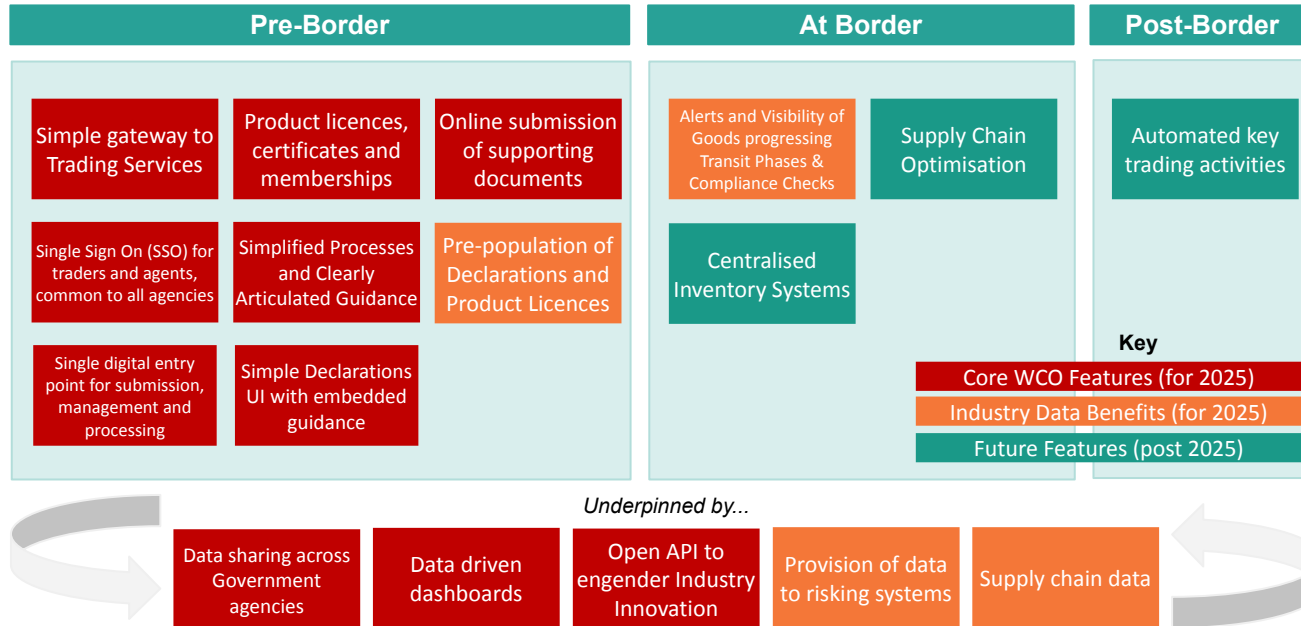 Pre-Border
At Border
Post-Border
Simple gateway to
Trading Services
Product licences,
certificates and
memberships
Online submission
of supporting
documents
Alerts and Visibility of
Goods progressing
Transit Phases &
Compliance Checks
Supply Chain
Optimisation
Automated key
trading activities
Single Sign On (SSO) for
traders and agents,
common to all agencies
Simplified Processes
and Clearly
Articulated Guidance
Pre-population of
Declarations and
Product Licences
Centralised
Inventory Systems
Single digital entry
point for submission,
management and
processing
Simple Declarations
UI with embedded
guidance
Key
Core WCO Features (for 2025)
Industry Data Benefits (for 2025)
Future Features (post 2025)
Underpinned by...
Data sharing across
Government
agencies
Data driven
dashboards
Open API to
engender Industry
Innovation
Provision of data
to risking systems
Supply chain data